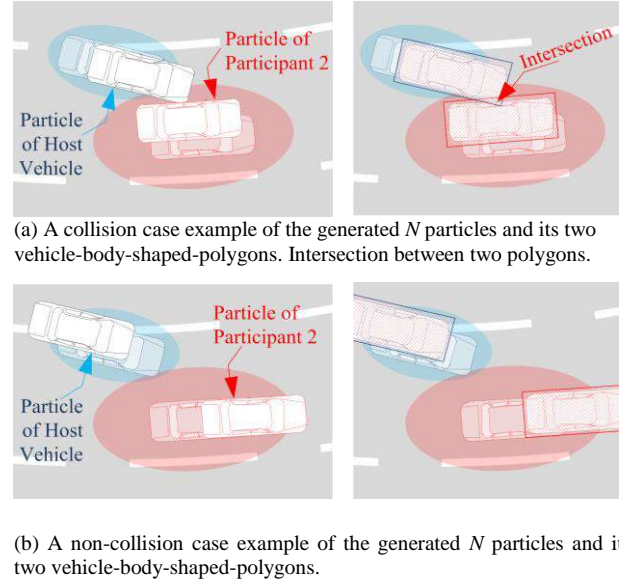 Particle of
Participant 2
Intersection
Particle
of Host
Vehicle
(a) A collision case example of the generated N particles and its two
vehicle-body-shaped-polygons. Intersection between two polygons.
Particle of
Participant 2
Particle
of Host
Vehicle
(b) A non-collision case example of the generated N particles and i
two vehicle-body-shaped-polygons.